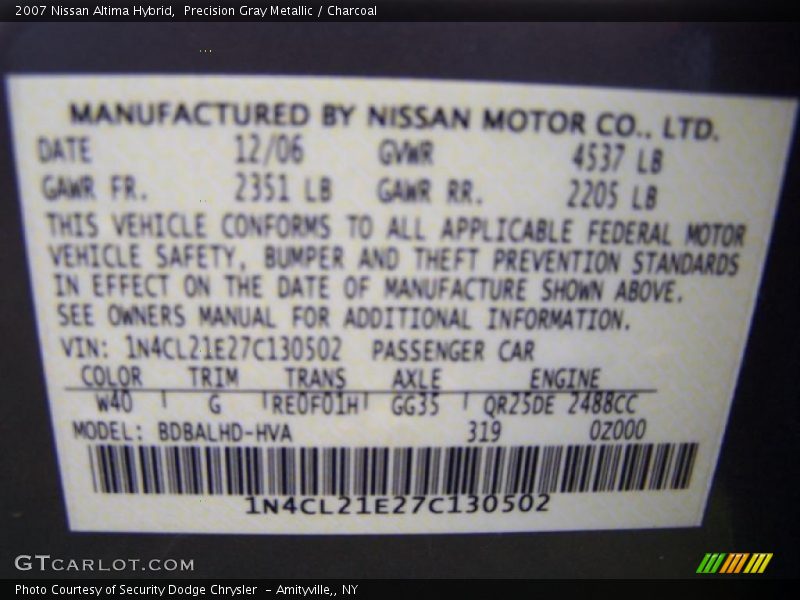 2007 Nissan Altima Hybrid,  Precision Gray Metallic / Charcoal
MANUFACTURED BY NISSAN MOTOR CO., LTD.
DATE 12/06 GVWR 4537 LB
GAWR FR. 2351 LB GAWR RR. 2205 LB
THIS VEHICLE CONFORMS TO ALL APPLICABLE FEDERAL MOTOR
VEHICLE SAFETY, BUMPER AND THEFT PREVENTION STANDARDS
IN EFFECT ON THE DATE OF MANUFACTURE SHOWN ABOVE.
SEE OWNERS MANUAL FOR ADDITIONAL INFORMATION.
VIN: 1N4CL21E27C130502 PASSENGER CAR
COLOR TRIM TRANS AXLE ENGINE
W40 G RE0F01H GG35 QR25DE 2488CC
MODEL: BDBALHD-HVA 319 0Z000
1N4CL21E27C130502
GTCARLOT.COM
Photo Courtesy of Security Dodge Chrysler  - Amityville,, NY